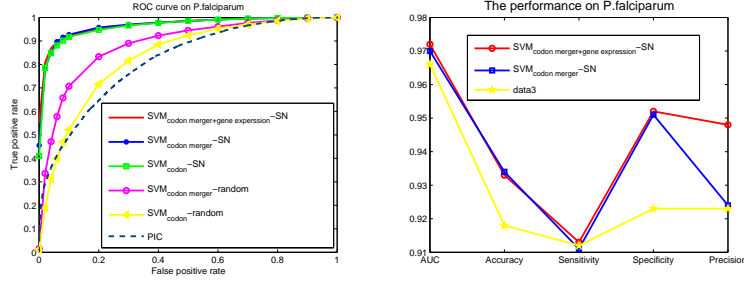 ROC curve on P.falciparum
1
0.9
0.8
0.7
0.6
0.5
0.4
0.3
0.2
0.1
0
True positive rate
0 0.2 0.4 0.6 0.8 1
False positive rate
SVMcodon merger+gene experssion-SN
SVMcodon merger-SN
SVMcodon-SN
SVMcodon merger-random
SVMcodon-random
PIC
The performance on P.falciparum
0.98
0.97
0.96
0.95
0.94
0.93
0.92
0.91
AUC Accuracy Sensitivity Specificity Precision
SVMcodon merger+gene expression-SN
SVMcodon merger-SN
data3